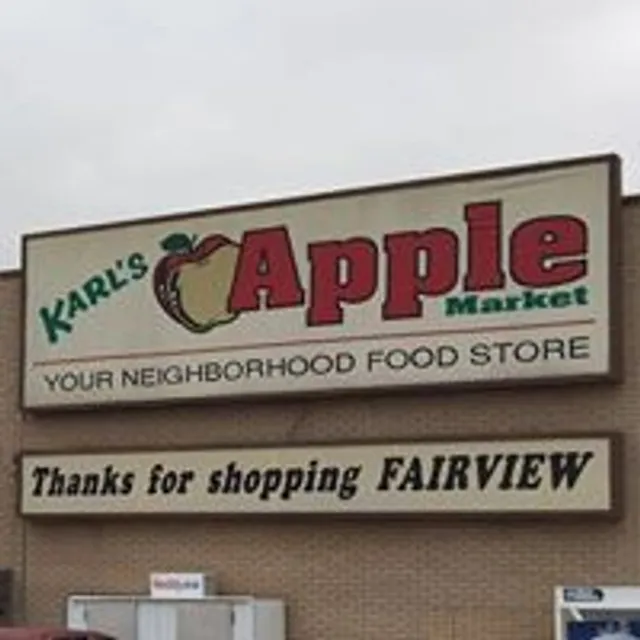 KARL'S Apple
Market
YOUR NEIGHBORHOOD FOOD STORE
Thanks for shopping FAIRVIEW